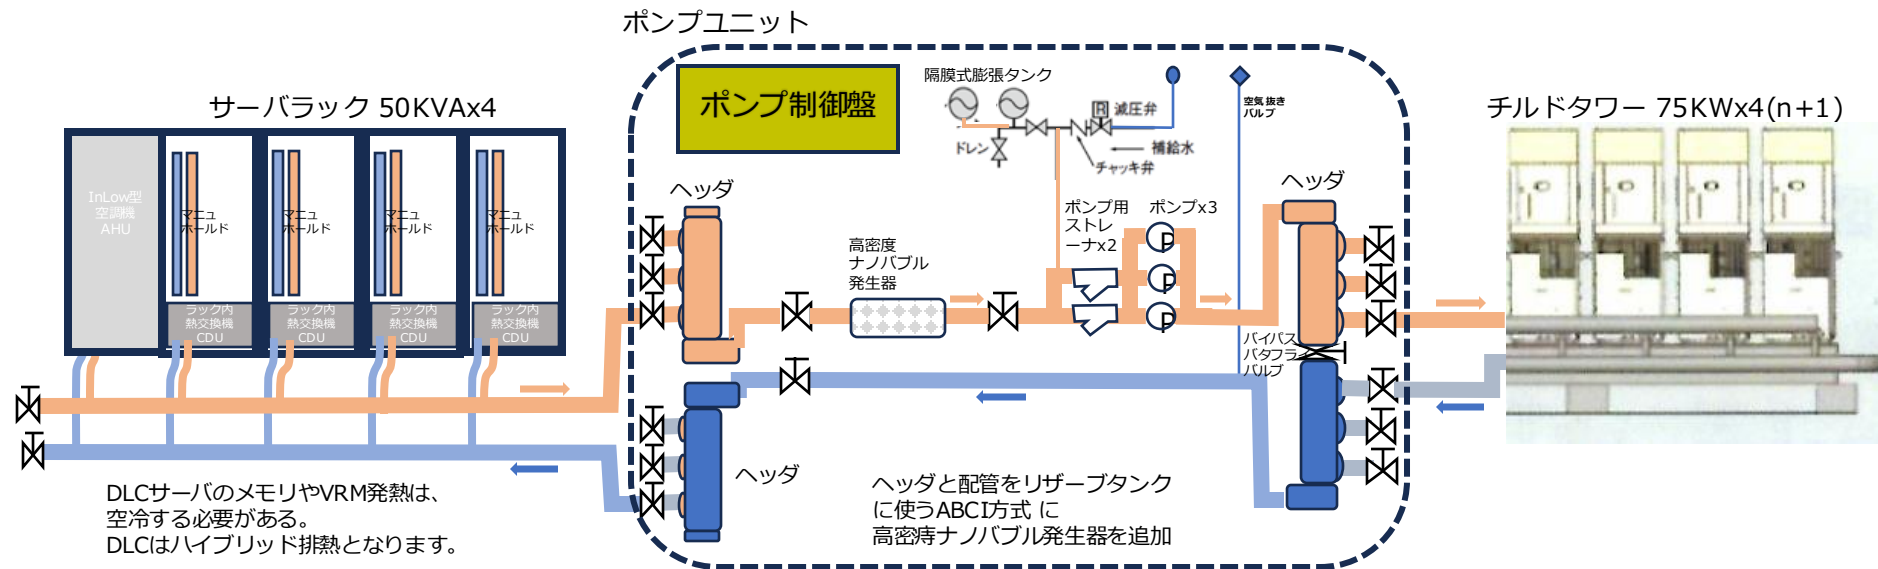 ポンプユニット
サーバラック 50KVAx4
ポンプ制御盤
隔膜式膨張タンク
R
減圧弁
ドレン
補給水
チャッキ弁
空気 抜き
バルブ
チルドタワー 75KWx4(n+1)
InLow型
空調機
AHU
マニュ
ホールド
マニュ
ホールド
マニュ
ホールド
マニュ
ホールド
ラック内
熱交換機
CDU
ラック内
熱交換機
CDU
ラック内
熱交換機
CDU
ラック内
熱交換機
CDU
ヘッダ
高密度
ナノバブル
発生器
ポンプ用
ストレ
ーナx2
ポンプx3
P
P
P
ヘッダ
バイパス
バタフライ
バルブ
ヘッダ
DLCサーバのメモリやVRM発熱は、
空冷する必要がある。
DLCはハイブリッド排熱となります。
ヘッダと配管をリザーブタンク
に使うABCI方式 に
高密痔ナノバブル発生器を追加